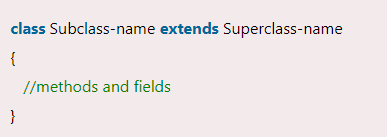 class Subclass-name extends Superclass-name
{
//methods and fields
}